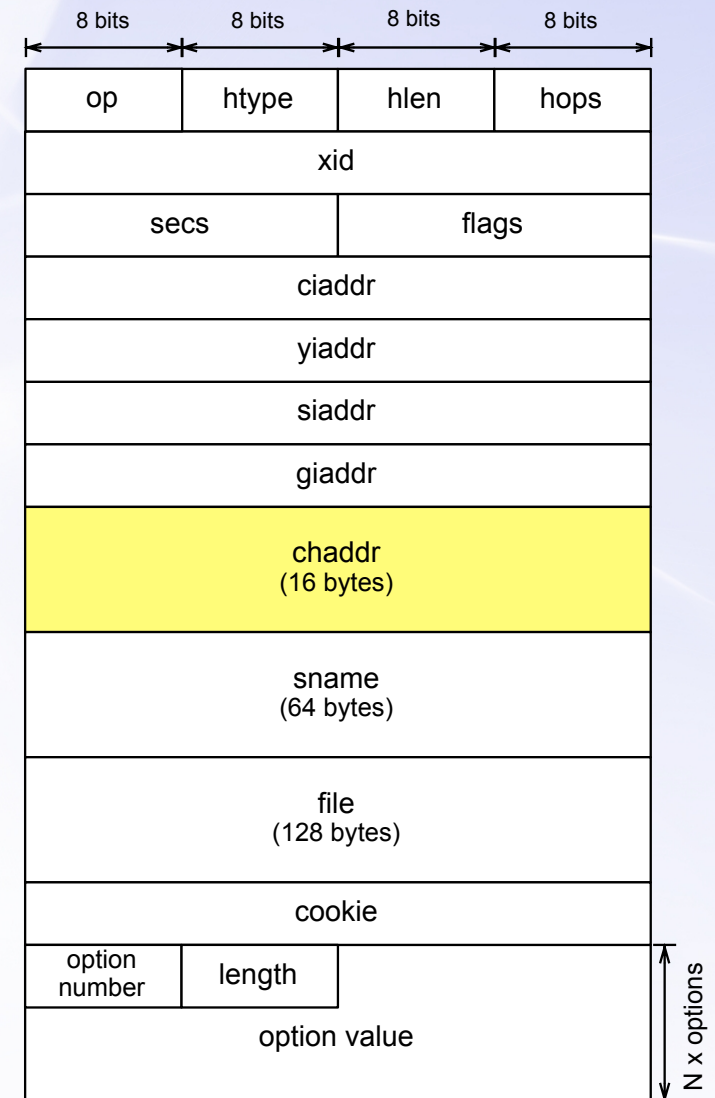 8 bits 8 bits 8 bits 8 bits
op htype hlen hops
xid
secs flags
ciaddr
yiaddr
siaddr
giaddr
chaddr
(16 bytes)
sname
(64 bytes)
file
(128 bytes)
cookie
option
number
length
option value
N x options